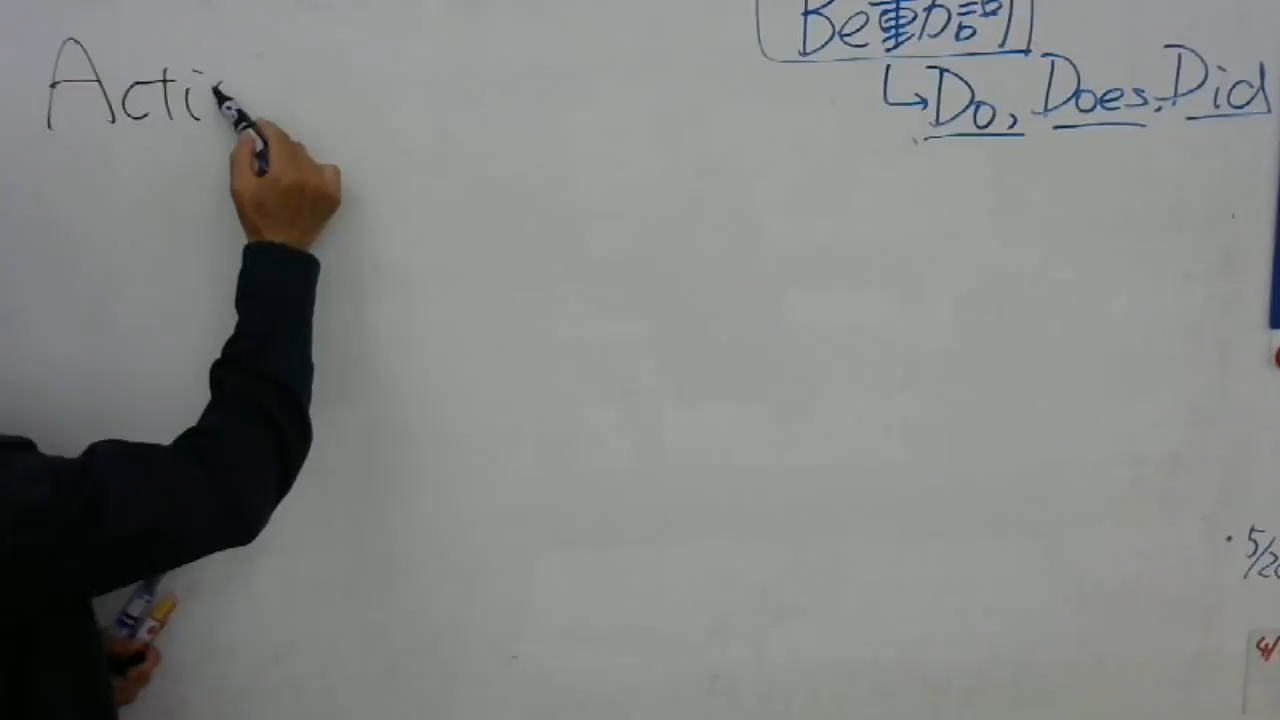 Acti
Be動詞
↳Do, Does, Did